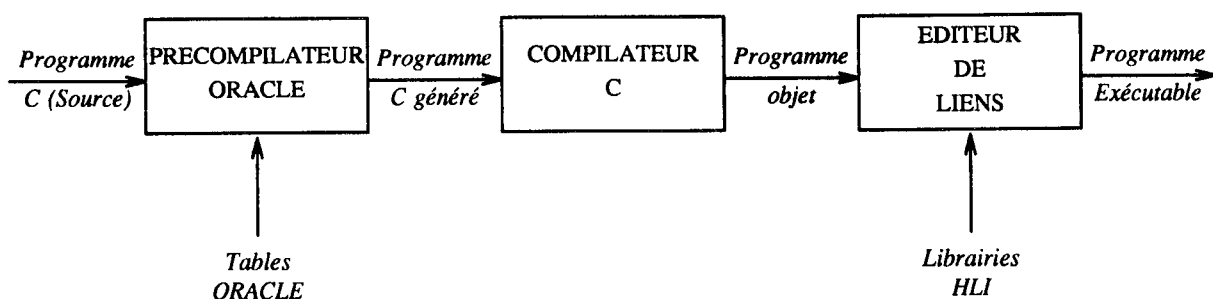 Programme
C (Source)
PRECOMPILATEUR
ORACLE
Programme
C généré
COMPILATEUR
C
Programme
objet
EDITEUR
DE
LIENS
Programme
Exécutable
Tables
ORACLE
Librairies
HLI